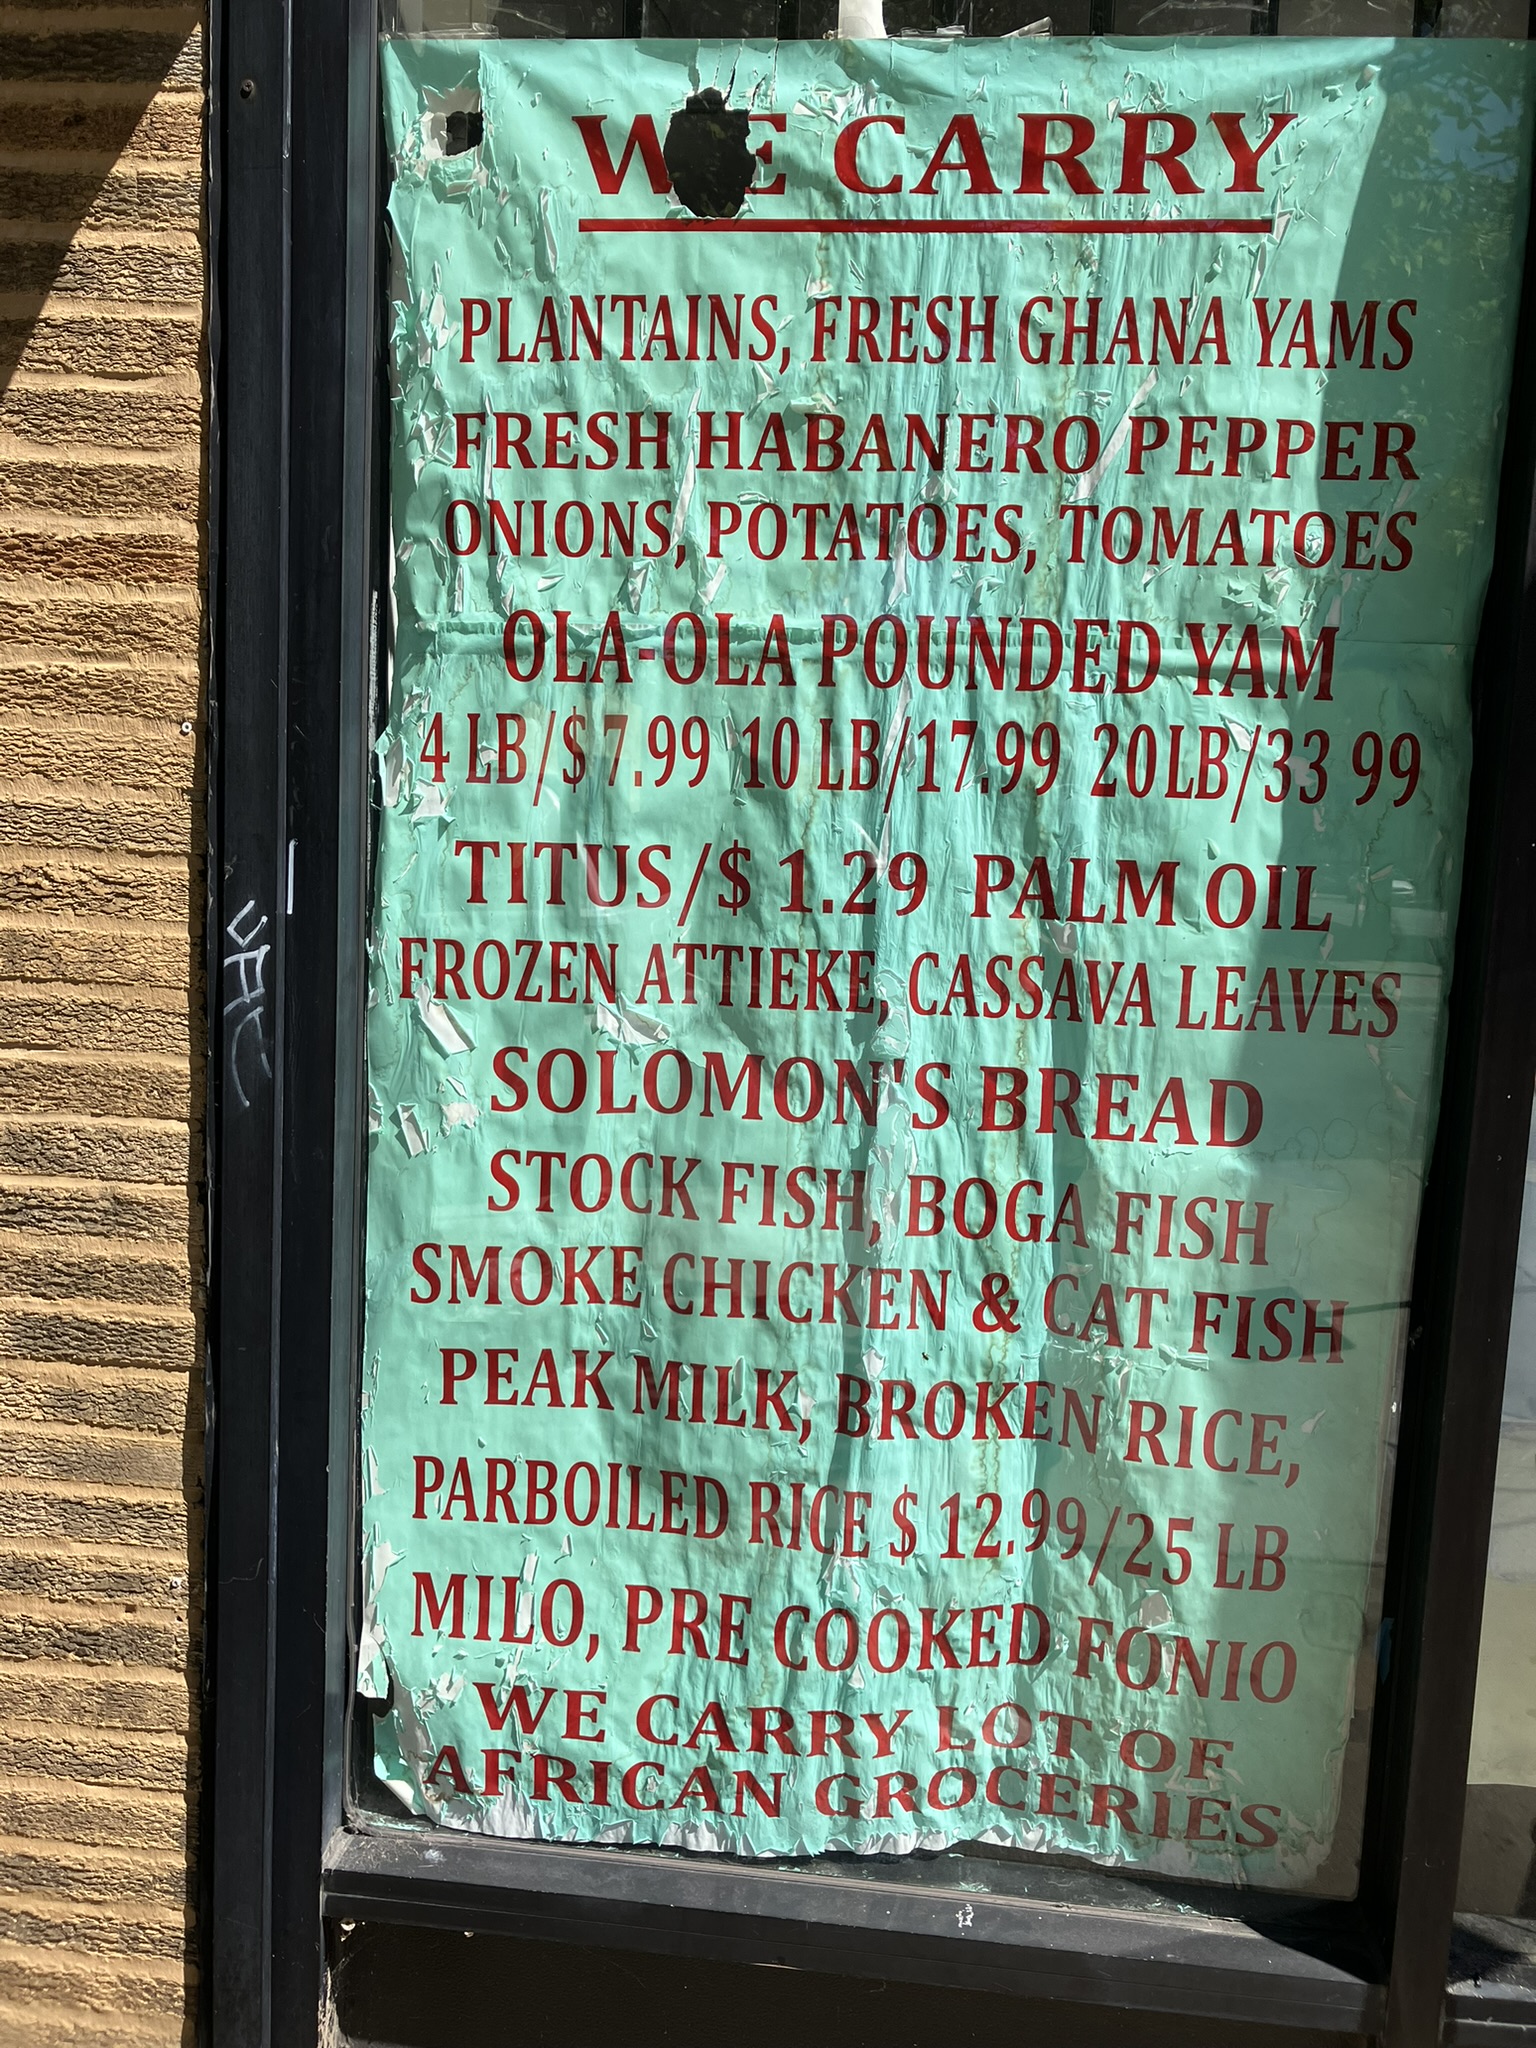 WE CARRY
PLANTAINS, FRESH GHANA YAMS
FRESH HABANERO PEPPER
ONIONS, POTATOES, TOMATOES
OLA-OLA POUNDED YAM
4 LB/$ 7.99 10 LB/17.99 20 LB/33 99
TITUS/$ 1.29 PALM OIL
FROZEN ATTIEKE, CASSAVA LEAVES
SOLOMON'S BREAD
STOCK FISH, BOGA FISH
SMOKE CHICKEN & CAT FISH
PEAK MILK, BROKEN RICE,
PARBOILED RICE $ 12.99/25 LB
MILO, PRE COOKED FONIO
WE CARRY LOT OF
AFRICAN GROCERIES